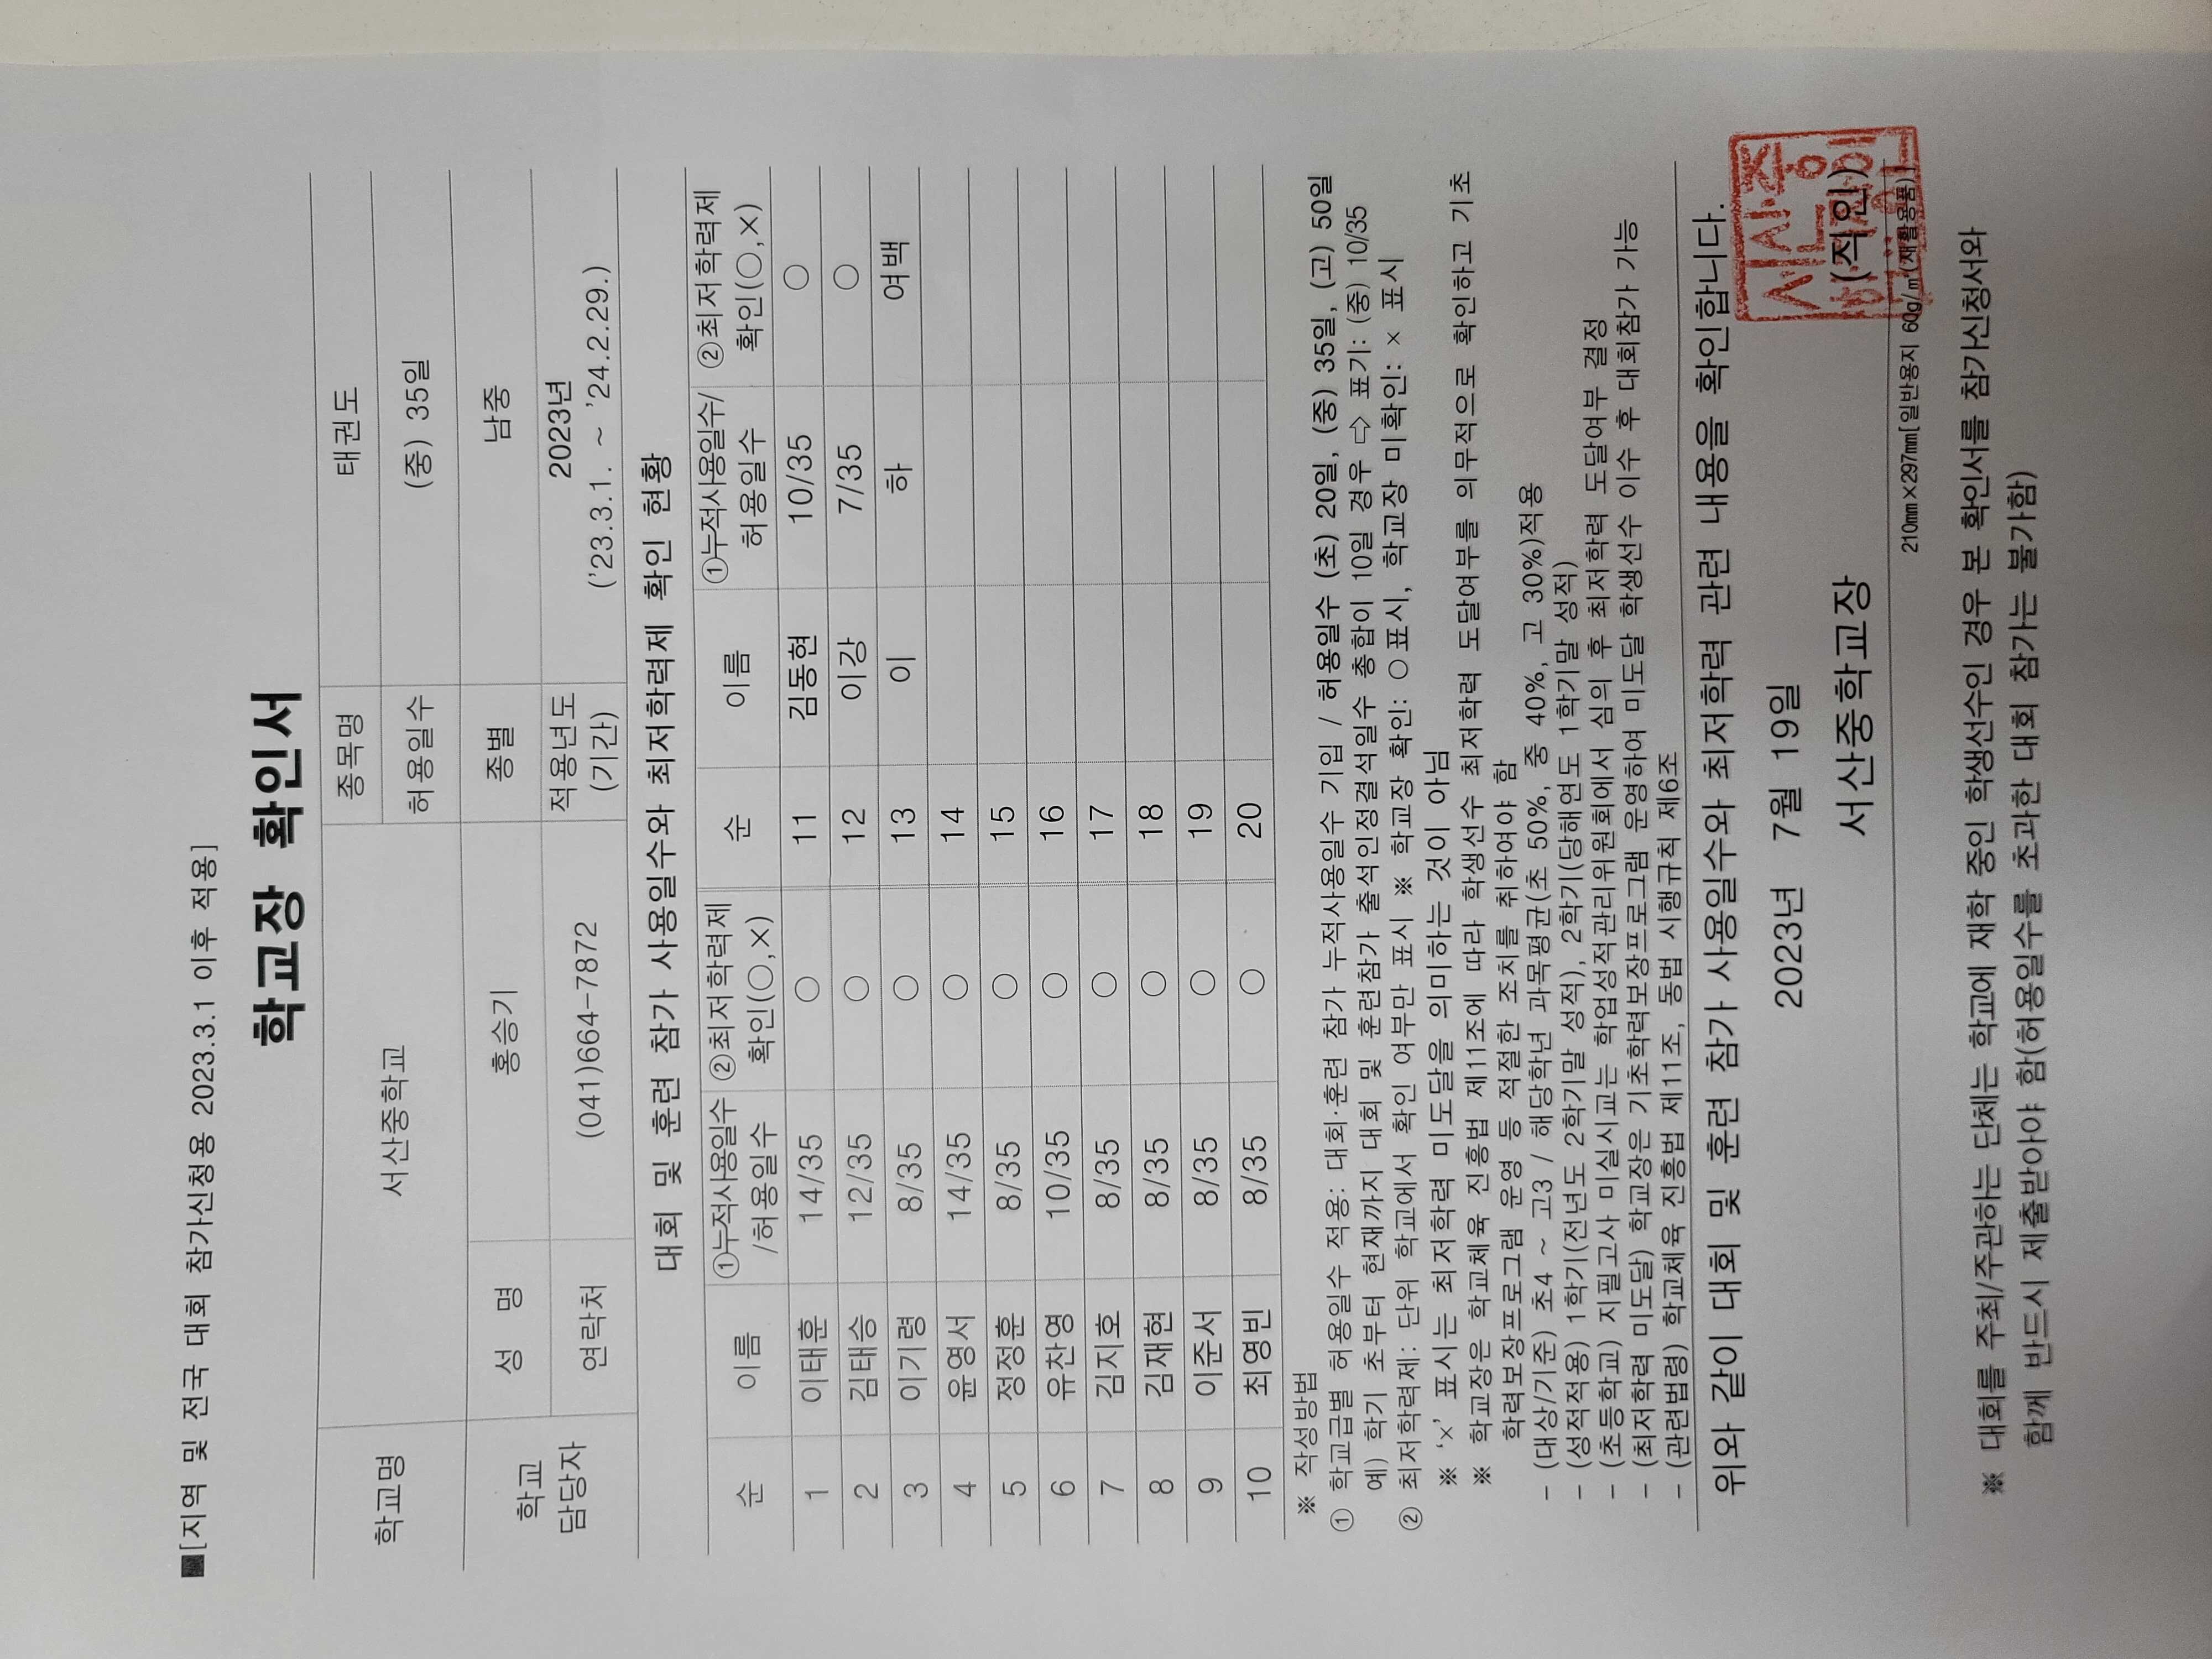 ■[지역 및 전국 대회 참가신청용 2023.3.1 이후 적용]
학교장 확인서
학교명 서산중학교 종목명 태권도
허용일수 (중) 35일
학교 담당자 성 명 홍승기 종별 남중
연락처 (041)664-7872 적용년도 (기간) 2023년 ('23.3.1. ~ '24.2.29.)
대회 및 훈련 참가 사용일수와 최저학력제 확인 현황
순 이름 ①누적사용일수/허용일수 ②최저학력제 확인(○,×) 순 이름 ①누적사용일수/허용일수 ②최저학력제 확인(○,×)
1 이태훈 14/35 ○ 11 김동현 10/35 ○
2 김태승 12/35 ○ 12 이강 7/35 ○
3 이기령 8/35 ○ 13 이 하 여백
4 윤영서 14/35 ○ 14
5 정정훈 8/35 ○ 15
6 유찬영 10/35 ○ 16
7 김지호 8/35 ○ 17
8 김재현 8/35 ○ 18
9 이준서 8/35 ○ 19
10 최영빈 8/35 ○ 20
※ 작성방법
① 학교급별 허용일수 적용: 대회·훈련 참가 누적사용일수 기입 / 허용일수 (초) 20일, (중) 35일, (고) 50일
예) 학기 초부터 현재까지 대회 및 훈련참가 출석인정결석일수 총합이 10일 경우 ⇨ 표기: (중) 10/35
② 최저학력제: 단위 학교에서 확인 여부만 표시 ※ 학교장 확인: ○표시, 학교장 미확인: × 표시
※ '×' 표시는 최저학력 미도달을 의미하는 것이 아님
※ 학교장은 학교체육 진흥법 제11조에 따라 학생선수 최저학력 도달여부를 의무적으로 확인하고 기초
학력보장프로그램 운영 등 적절한 조치를 취하여야 함
- (대상/기준) 초4 ~ 고3 / 해당학년 과목평균(초 50%, 중 40%, 고 30%)적용
- (성적적용) 1학기(전년도 2학기말 성적), 2학기(당해연도 1학기말 성적)
- (초등학교) 지필고사 미실시교는 학업성적관리위원회에서 심의 후 최저학력 도달여부 결정
- (최저학력 미도달) 학교장은 기초학력보장프로그램 운영하여 미도달 학생선수 이수 후 대회참가 가능
- (관련법령) 학교체육 진흥법 제11조, 동법 시행규칙 제6조
위와 같이 대회 및 훈련 참가 사용일수와 최저학력 관련 내용을 확인합니다.
2023년 7월 19일
서산중학교장 (직인)
210㎜×297㎜[일반용지 60g/㎡(재활용품)]
※ 대회를 주최/주관하는 단체는 학교에 재학 중인 학생선수인 경우 본 확인서를 참가신청서와
함께 반드시 제출받아야 함(허용일수를 초과한 대회 참가는 불가함)